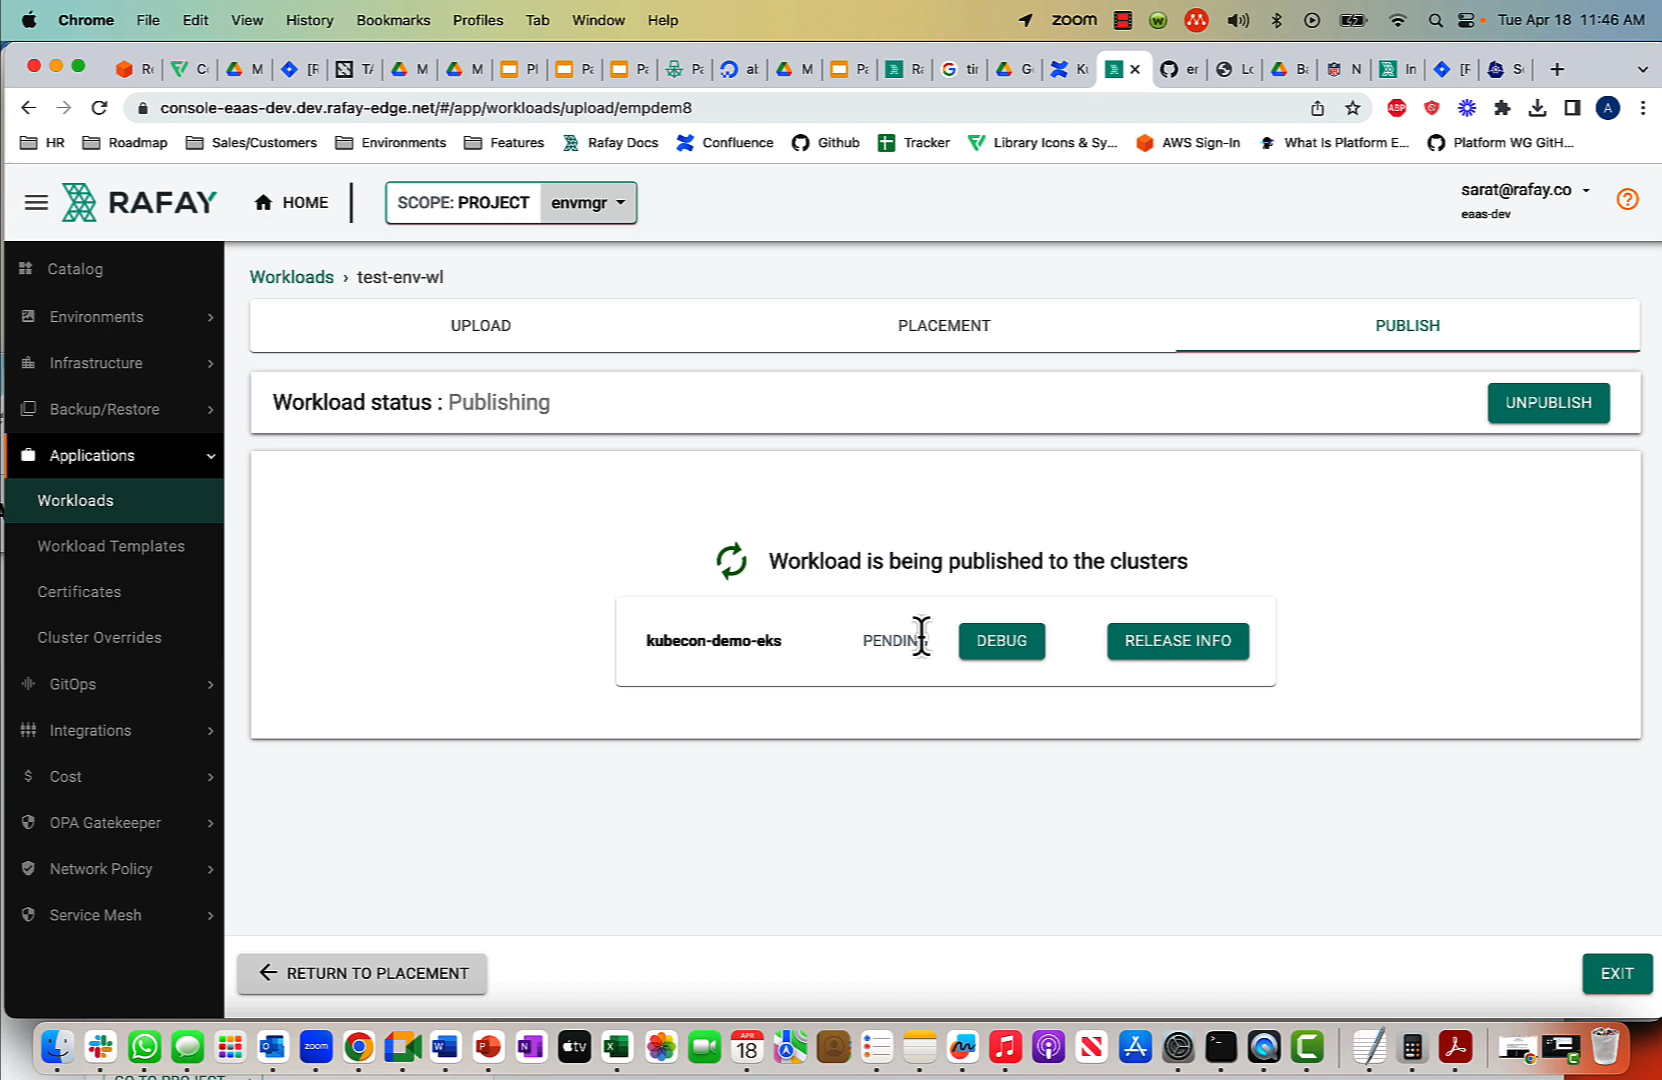 Chrome File Edit View History Bookmarks Profiles Tab Window Help zoom Tue Apr 18 11:46 AM
console-eaas-dev.dev.rafay-edge.net/#/app/workloads/upload/empdem8
HR Roadmap Sales/Customers Environments Features Rafay Docs Confluence Github Tracker Library Icons & Sy... AWS Sign-In What Is Platform E... Platform WG GitH...
RAFAY HOME SCOPE: PROJECT envmgr sarat@rafay.co
eaas-dev
Catalog
Environments
Infrastructure
Backup/Restore
Applications
Workloads
Workload Templates
Certificates
Cluster Overrides
GitOps
Integrations
Cost
OPA Gatekeeper
Network Policy
Service Mesh
Workloads › test-env-wl
UPLOAD PLACEMENT PUBLISH
Workload status : Publishing UNPUBLISH
Workload is being published to the clusters
kubecon-demo-eks PENDING DEBUG RELEASE INFO
RETURN TO PLACEMENT EXIT
zoom APR 18 tv